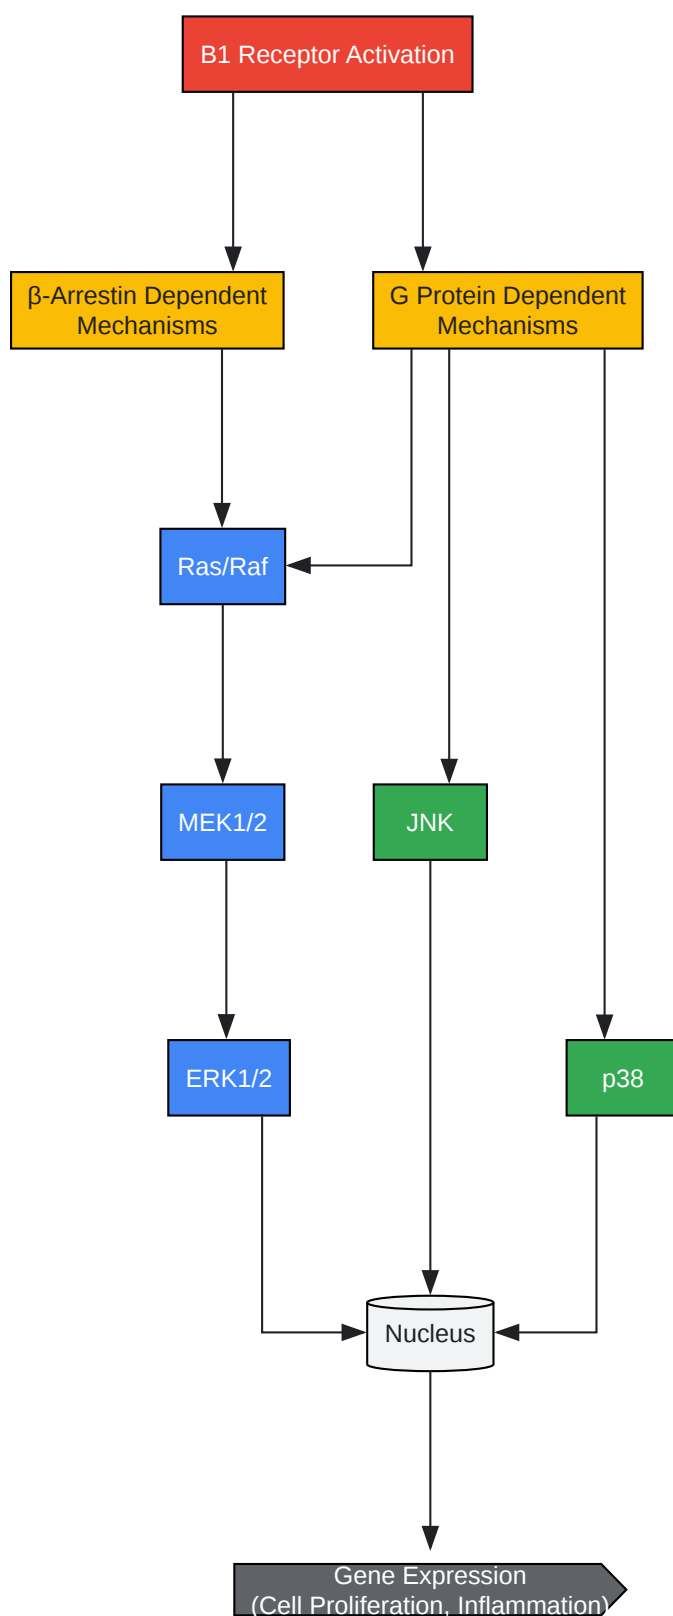 B1 Receptor Activation
β-Arrestin Dependent
Mechanisms
G Protein Dependent
Mechanisms
Ras/Raf
MEK1/2
JNK
ERK1/2
p38
Nucleus
Gene Expression
(Cell Proliferation, Inflammation)